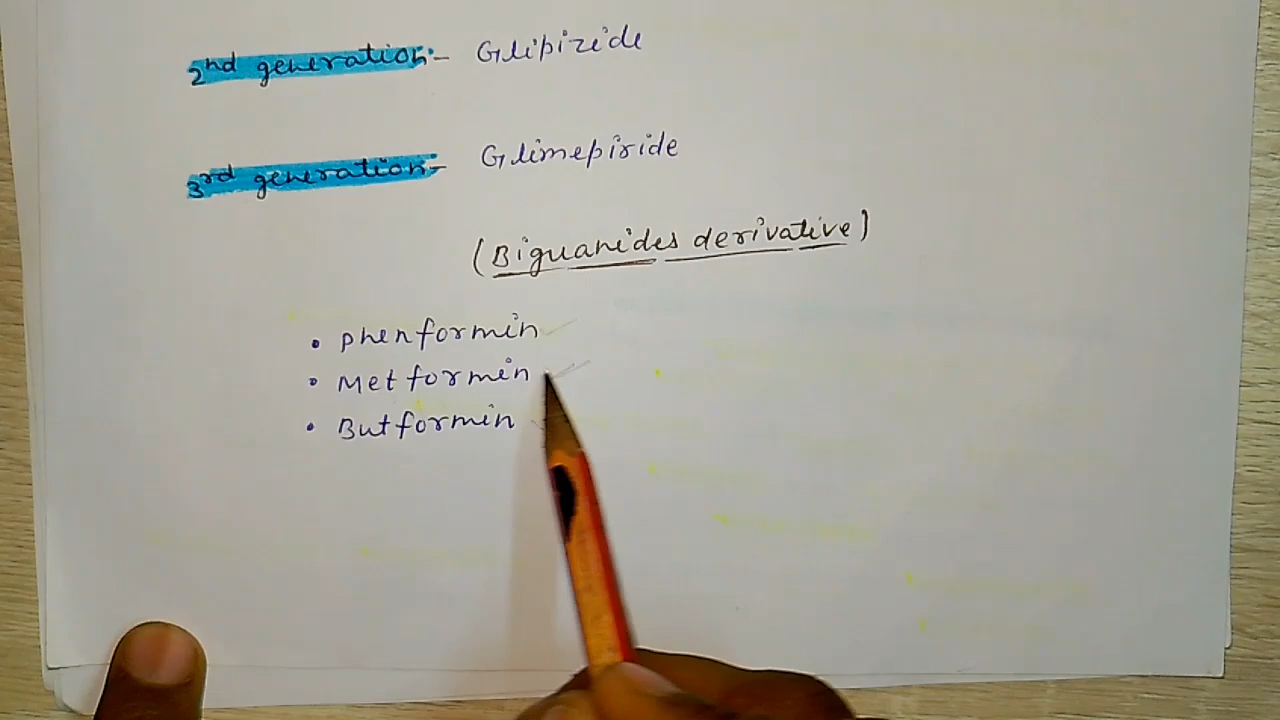 2nd generation:- Glipizide
3rd generation:- Glimepiride
(Biguanides derivative)
• Phenformin
• Metformin
• Butformin